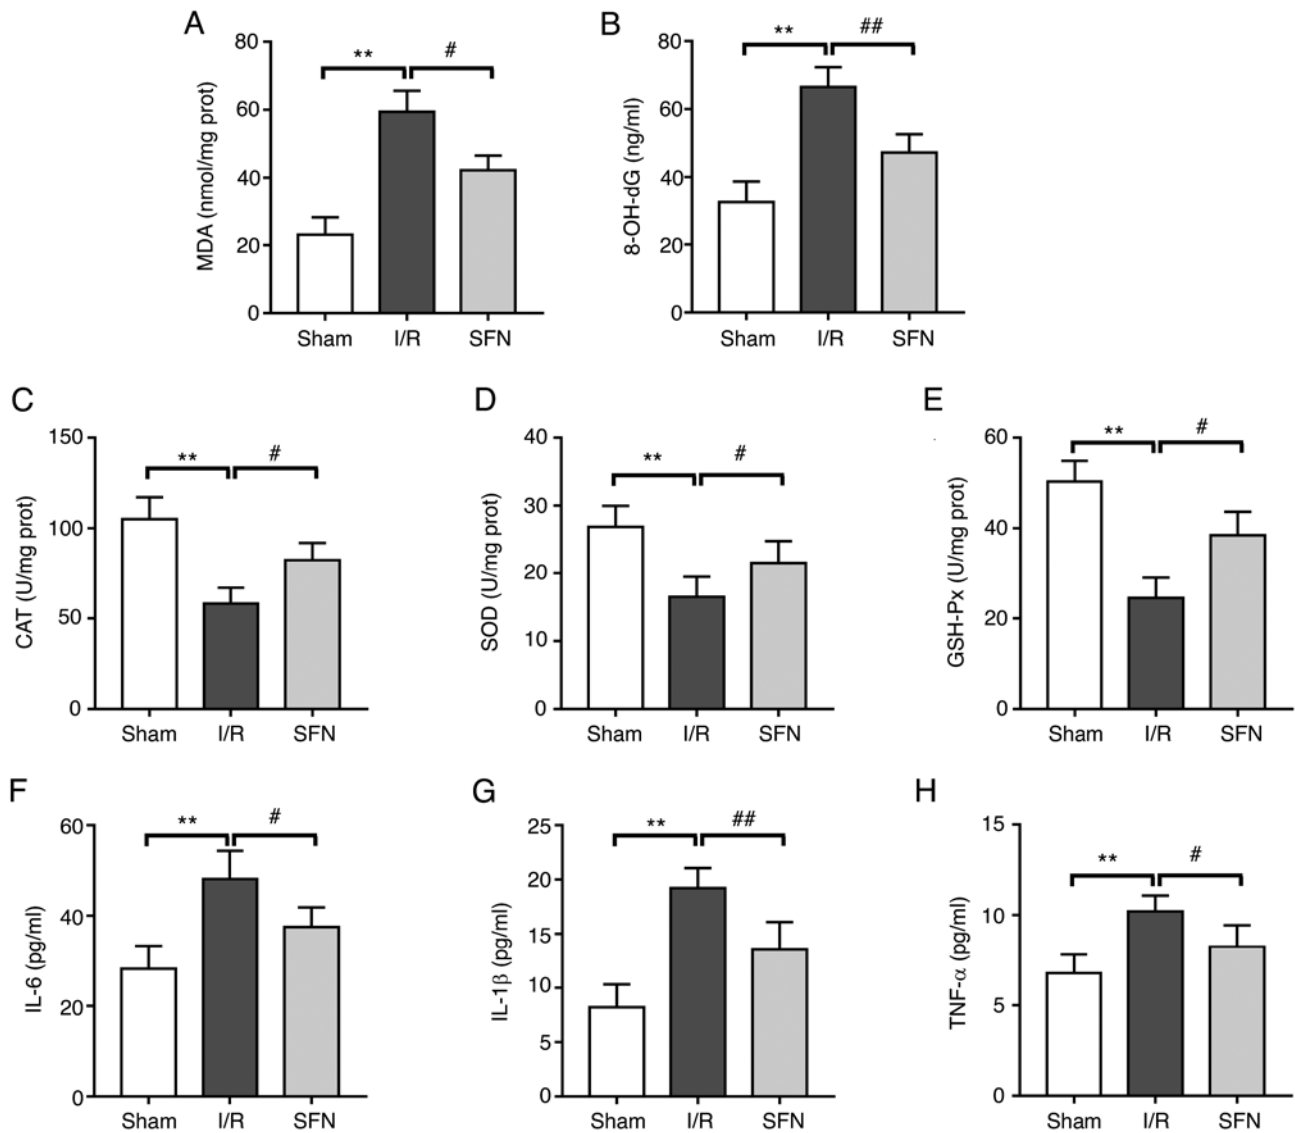 A
B
80
60
40
20
0
MDA (nmol/mg prot)
**
#
Sham I/R SFN
80
60
40
20
0
8-OH-dG (ng/ml)
**
##
Sham I/R SFN
C
D
E
150
100
50
0
CAT (U/mg prot)
**
#
Sham I/R SFN
40
30
20
10
0
SOD (U/mg prot)
**
#
Sham I/R SFN
60
40
20
0
GSH-Px (U/mg prot)
**
#
Sham I/R SFN
F
G
H
60
40
20
0
IL-6 (pg/ml)
**
#
Sham I/R SFN
25
20
15
10
5
0
IL-1β (pg/ml)
**
##
Sham I/R SFN
15
10
5
0
TNF-α (pg/ml)
**
#
Sham I/R SFN